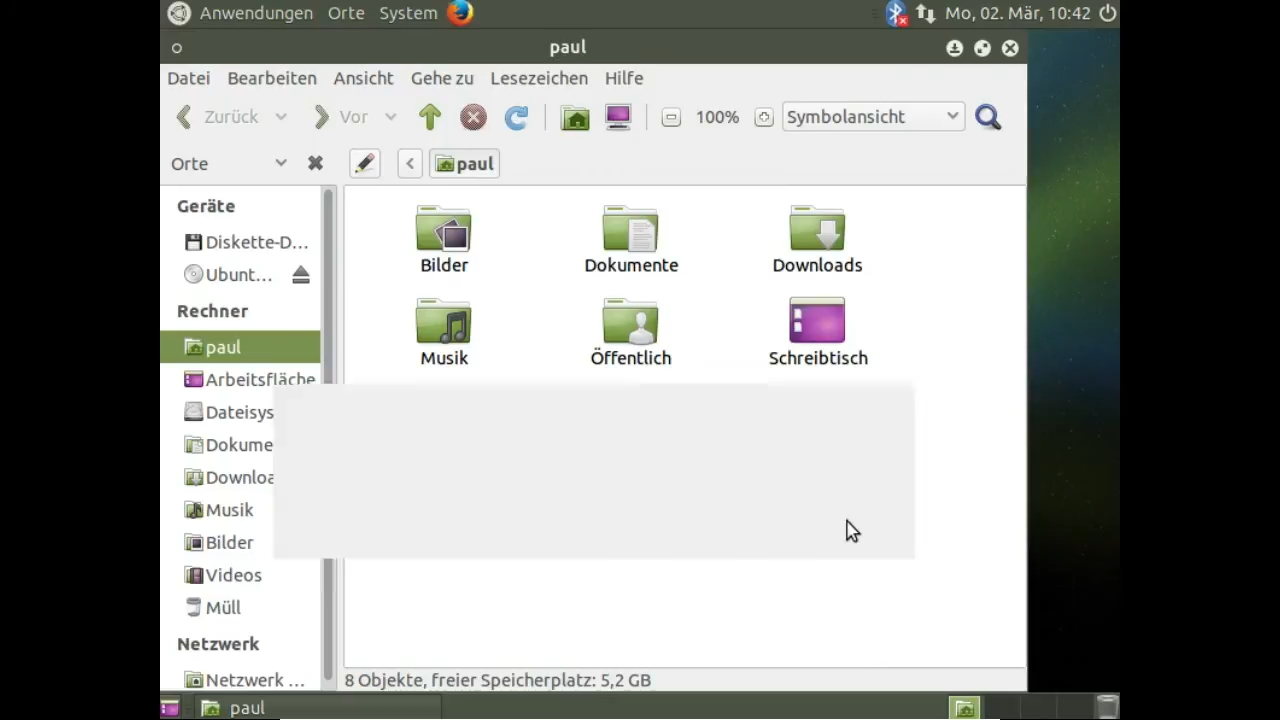 Anwendungen Orte System Mo, 02. Mär, 10:42
paul
Datei Bearbeiten Ansicht Gehe zu Lesezeichen Hilfe
Zurück Vor 100% Symbolansicht
Orte paul
Geräte
Diskette-D...
Ubunt...
Rechner
paul
Arbeitsfläche
Dateisys
Dokume
Downloa
Musik
Bilder
Videos
Müll
Netzwerk
Netzwerk ...
Bilder Dokumente Downloads
Musik Öffentlich Schreibtisch
8 Objekte, freier Speicherplatz: 5,2 GB
paul